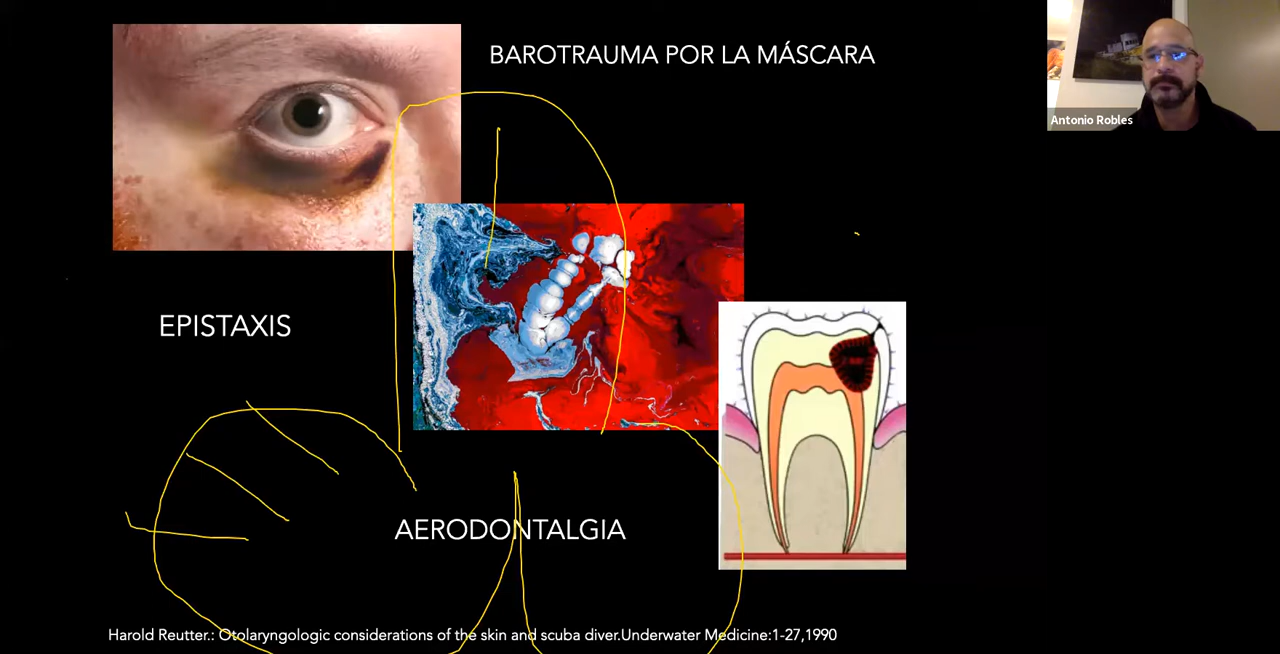 BAROTRAUMA POR LA MÁSCARA
Antonio Robles
EPISTAXIS
AERODONTALGIA
Harold Reutter.: Otolaryngologic considerations of the skin and scuba diver.Underwater Medicine:1-27,1990